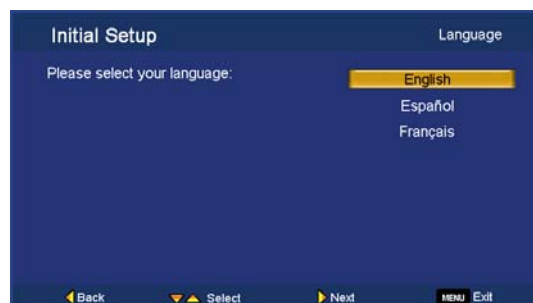 Initial Setup Language
Please select your language: English
Español
Français
Back Select Next MENU Exit